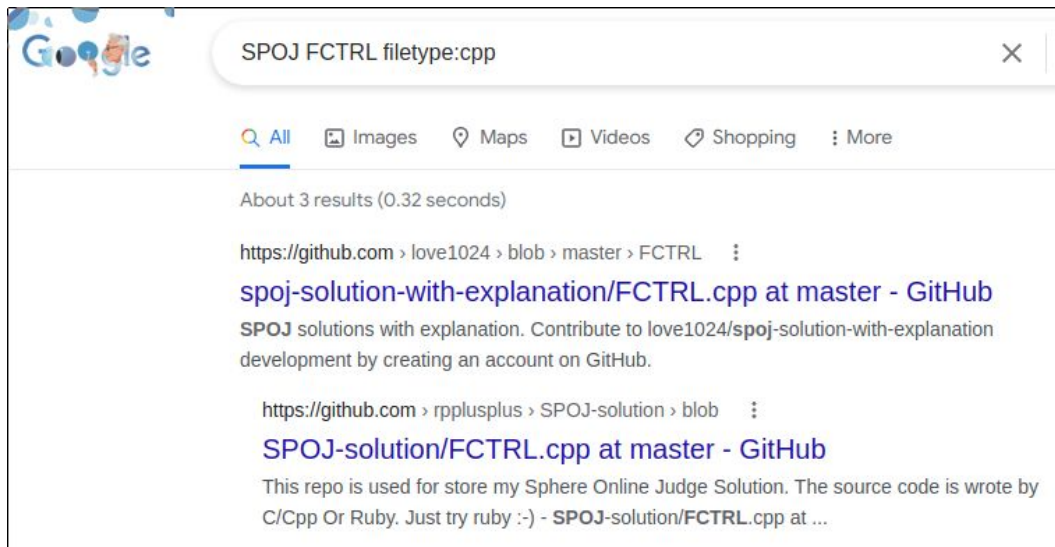 Google
SPOJ FCTRL filetype:cpp
All Images Maps Videos Shopping More
About 3 results (0.32 seconds)
https://github.com › love1024 › blob › master › FCTRL
spoj-solution-with-explanation/FCTRL.cpp at master - GitHub
SPOJ solutions with explanation. Contribute to love1024/spoj-solution-with-explanation
development by creating an account on GitHub.
https://github.com › rpplusplus › SPOJ-solution › blob
SPOJ-solution/FCTRL.cpp at master - GitHub
This repo is used for store my Sphere Online Judge Solution. The source code is wrote by
C/Cpp Or Ruby. Just try ruby :-) - SPOJ-solution/FCTRL.cpp at ...